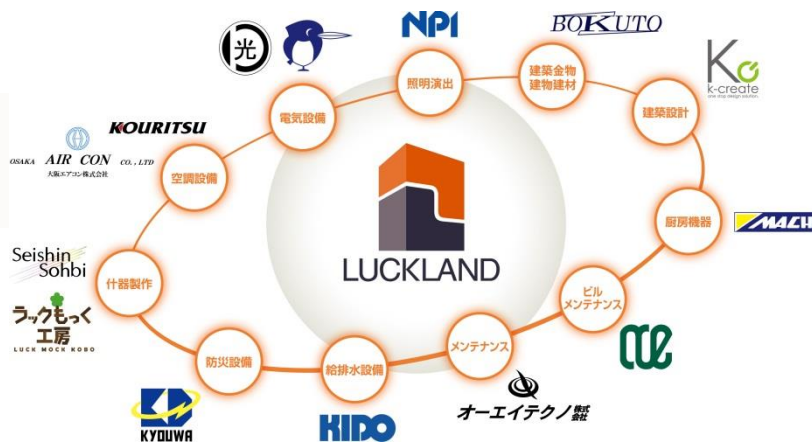 光
NPI
BOKUTO
K
k-create
one stop design solution.
照明演出
建築金物
建物建材
電気設備
建築設計
KOURITSU
OSAKA AIR CON CO.,LTD
大阪エアコン株式会社
空調設備
LUCKLAND
厨房機器
MACH
Seishin
Sohbi
什器製作
ビル
メンテナンス
ラックもっく
工房
LUCK MOCK KOBO
防災設備
給排水設備
メンテナンス
CCE
KYOUWA
KIDO
オーエイテクノ株式会社